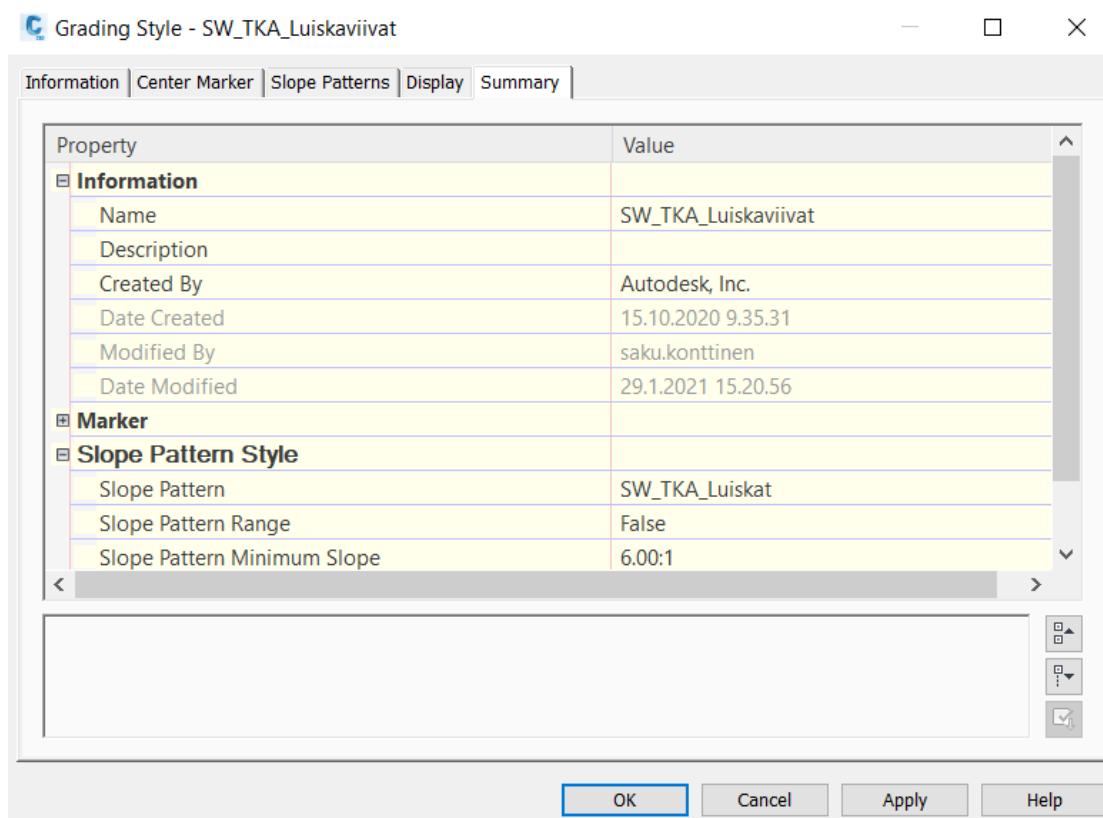 Grading Style - SW_TKA_Luiskaviivat
Information Center Marker Slope Patterns Display Summary
Property Value
Information
Name SW_TKA_Luiskaviivat
Description
Created By Autodesk, Inc.
Date Created 15.10.2020 9.35.31
Modified By saku.konttinen
Date Modified 29.1.2021 15.20.56
Marker
Slope Pattern Style
Slope Pattern SW_TKA_Luiskat
Slope Pattern Range False
Slope Pattern Minimum Slope 6.00:1
OK Cancel Apply Help